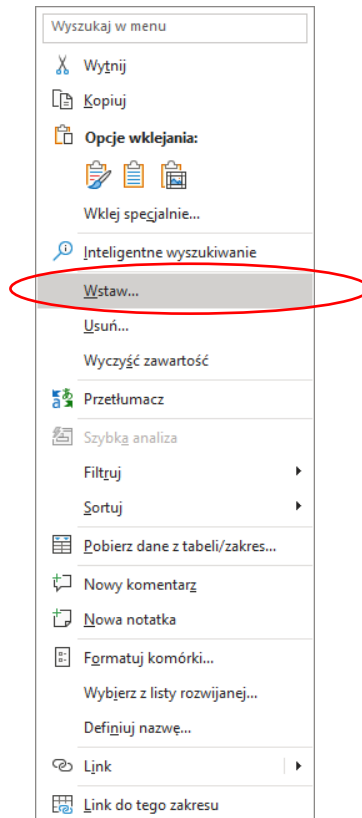 Wyszukaj w menu
Wytnij
Kopiuj
Opcje wklejania:
Wklej specjalnie...
Inteligentne wyszukiwanie
Wstaw...
Usuń...
Wyczyść zawartość
Przetłumacz
Szybka analiza
Filtruj
Sortuj
Pobierz dane z tabeli/zakres...
Nowy komentarz
Nowa notatka
Formatuj komórki...
Wybierz z listy rozwijanej...
Definiuj nazwę...
Link
Link do tego zakresu